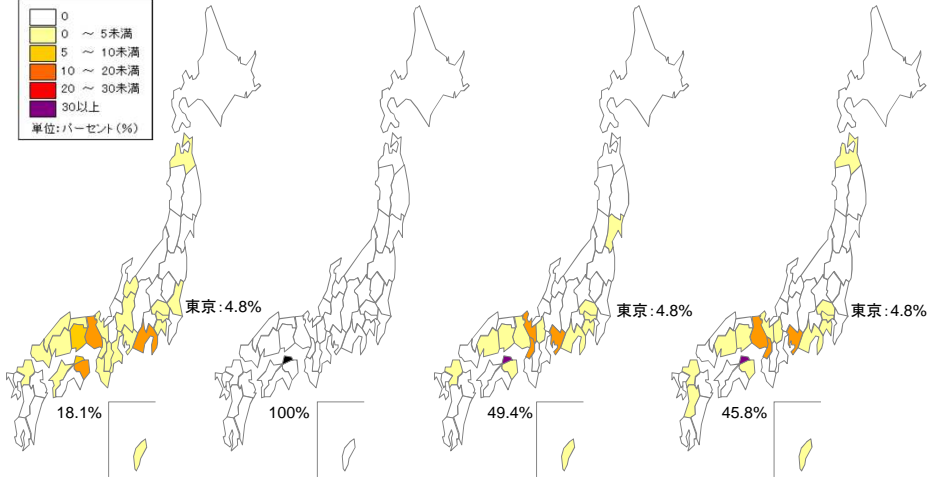 0
0 ～ 5未満
5 ～ 10未満
10 ～ 20未満
20 ～ 30未満
30以上
単位：パーセント（%）
東京：4.8%
東京：4.8%
東京：4.8%
18.1%
100%
49.4%
45.8%